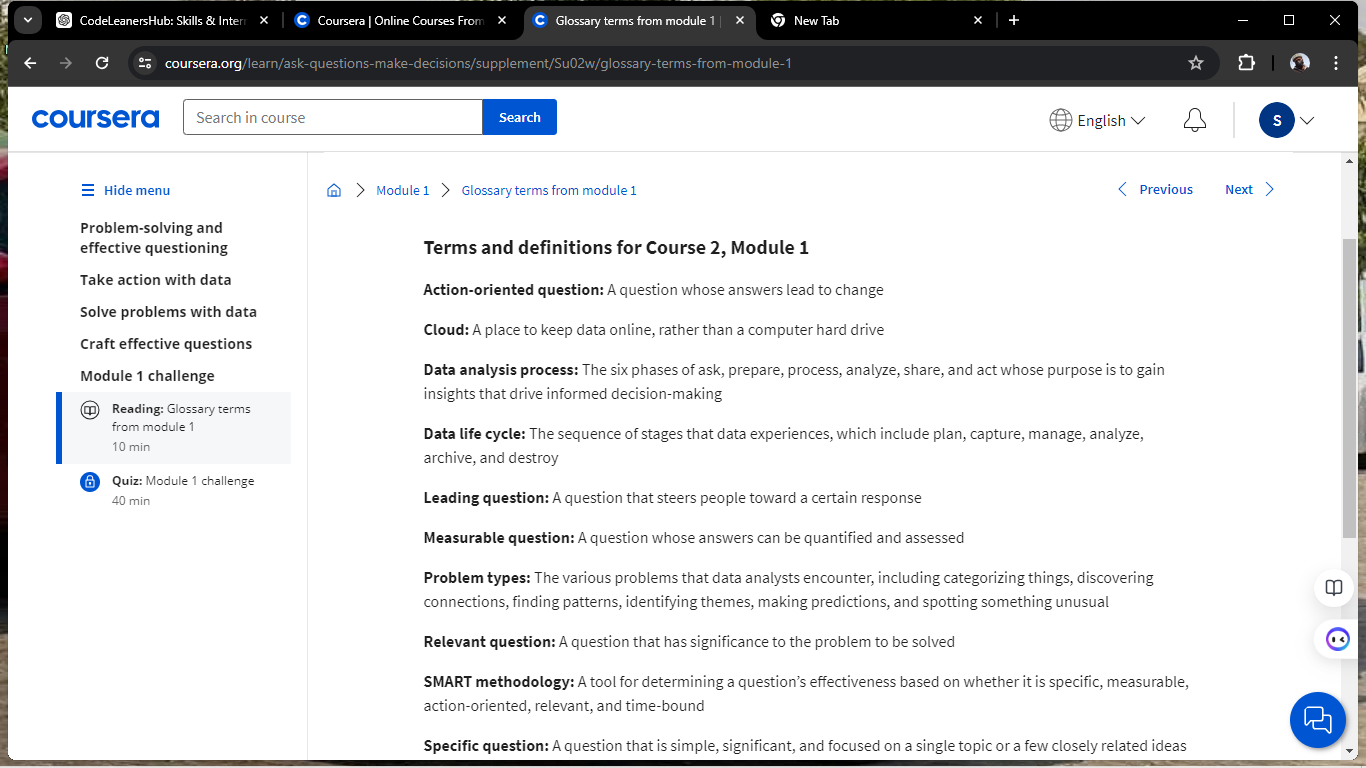 CodeLeanersHub: Skills & Inter
Coursera | Online Courses From
Glossary terms from module 1 |
New Tab
coursera.org/learn/ask-questions-make-decisions/supplement/Su02w/glossary-terms-from-module-1
coursera
Search in course
Search
English
S
Hide menu
Problem-solving and
effective questioning
Take action with data
Solve problems with data
Craft effective questions
Module 1 challenge
Reading: Glossary terms
from module 1
10 min
Quiz: Module 1 challenge
40 min
Module 1
Glossary terms from module 1
Previous
Next
Terms and definitions for Course 2, Module 1
Action-oriented question: A question whose answers lead to change
Cloud: A place to keep data online, rather than a computer hard drive
Data analysis process: The six phases of ask, prepare, process, analyze, share, and act whose purpose is to gain
insights that drive informed decision-making
Data life cycle: The sequence of stages that data experiences, which include plan, capture, manage, analyze,
archive, and destroy
Leading question: A question that steers people toward a certain response
Measurable question: A question whose answers can be quantified and assessed
Problem types: The various problems that data analysts encounter, including categorizing things, discovering
connections, finding patterns, identifying themes, making predictions, and spotting something unusual
Relevant question: A question that has significance to the problem to be solved
SMART methodology: A tool for determining a question’s effectiveness based on whether it is specific, measurable,
action-oriented, relevant, and time-bound
Specific question: A question that is simple, significant, and focused on a single topic or a few closely related ideas